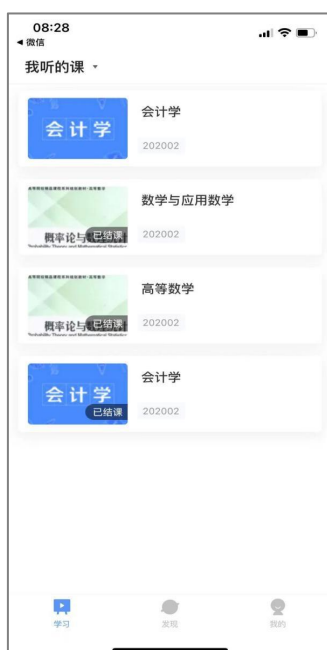 08:28
微信
我听的课
会计学
会计学
202002
数学与应用数学
概率论与
已结课
202002
高等数学
概率论与
已结课
202002
会计学
会计学
已结课
202002
学习
发现
我的